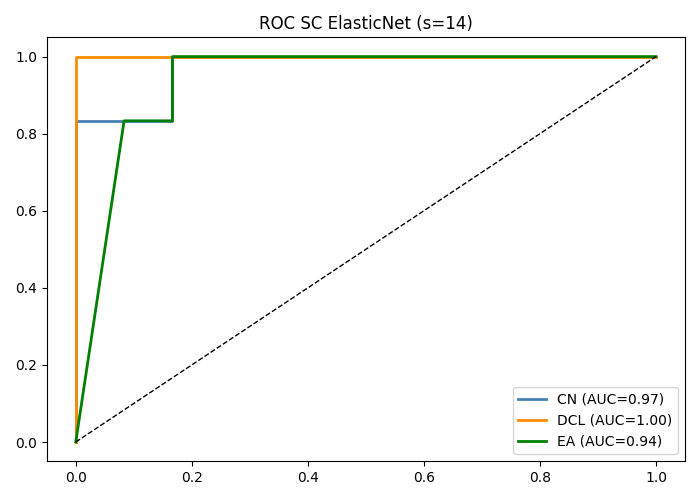 ROC SC ElasticNet (s=14)
1.0
0.8
0.6
0.4
0.2
0.0
0.0 0.2 0.4 0.6 0.8 1.0
CN (AUC=0.97)
DCL (AUC=1.00)
EA (AUC=0.94)